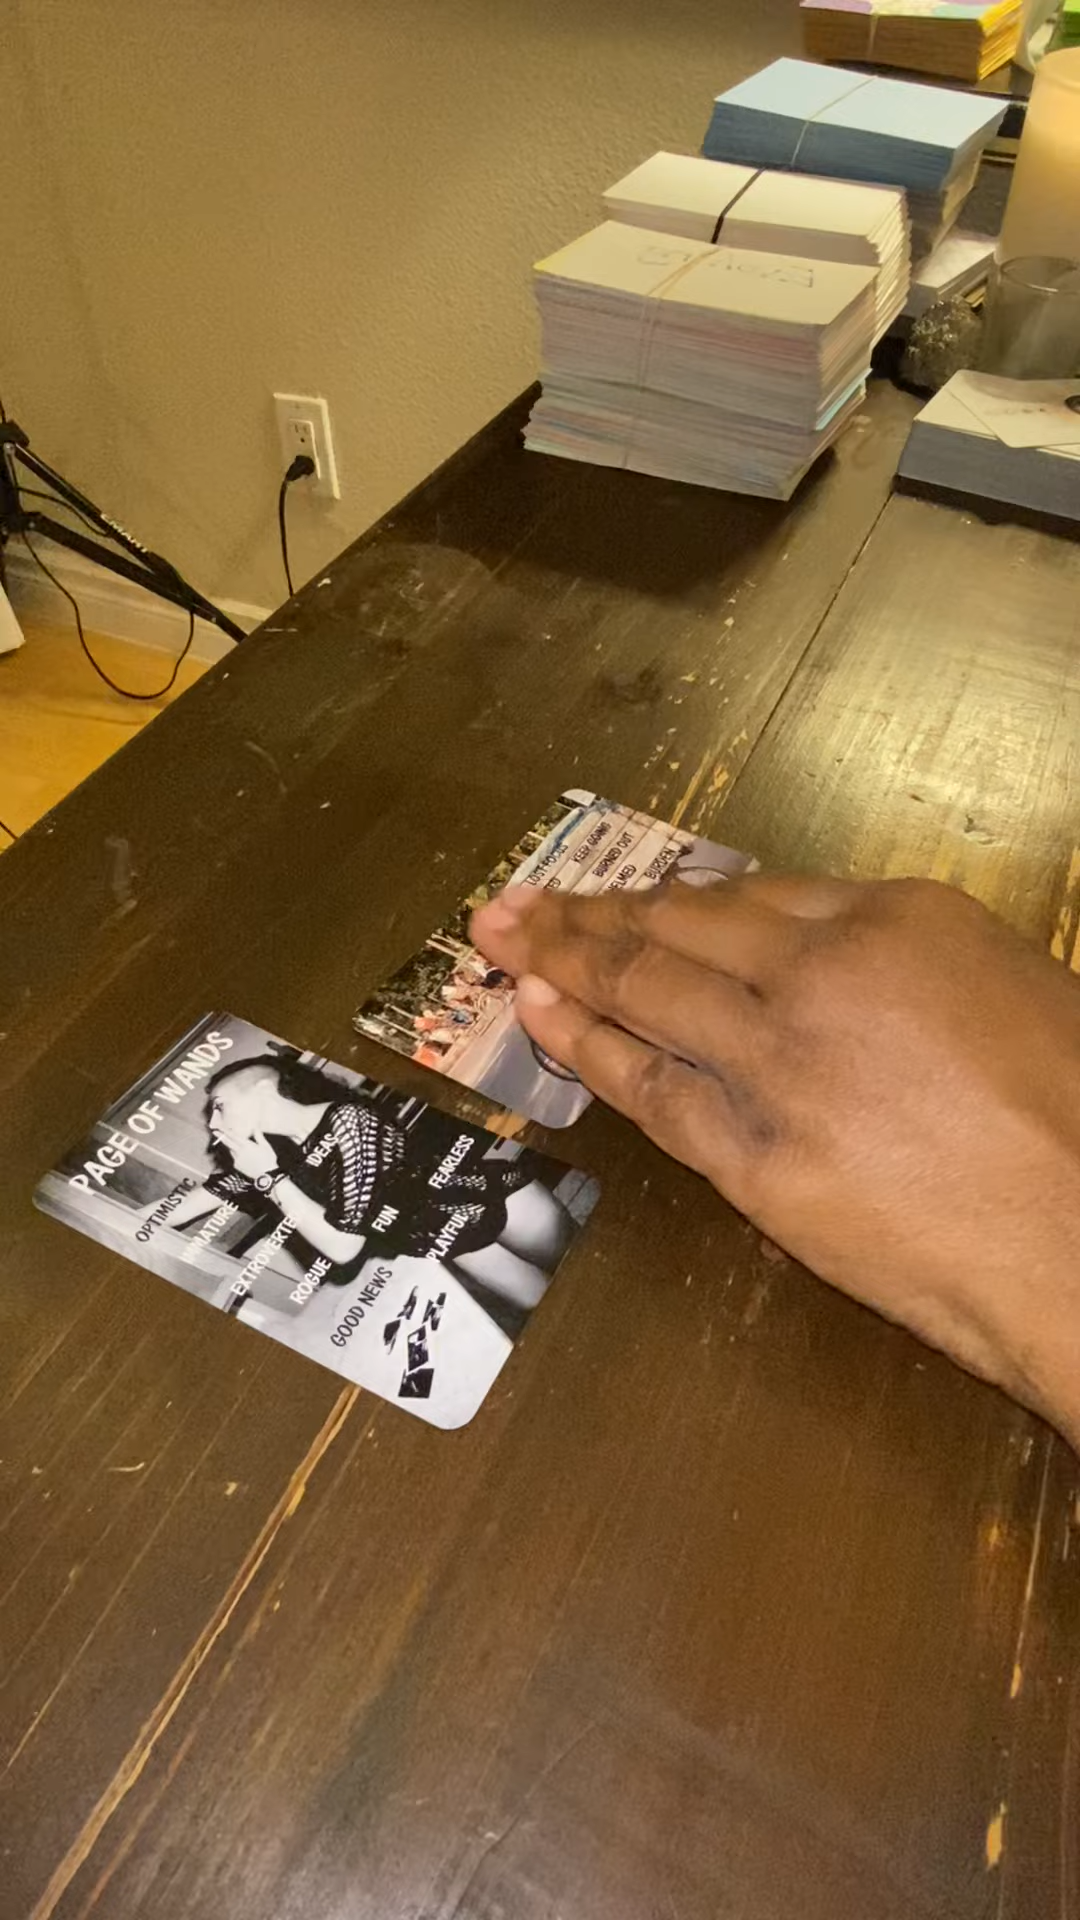 LOST FOCUS
KEEP GOING
BURNED OUT
BURDEN
PAGE OF WANDS
OPTIMISTIC
IMMATURE
EXTROVERTED
ROGUE
IDEAS
FUN
FEARLESS
PLAYFUL
GOOD NEWS